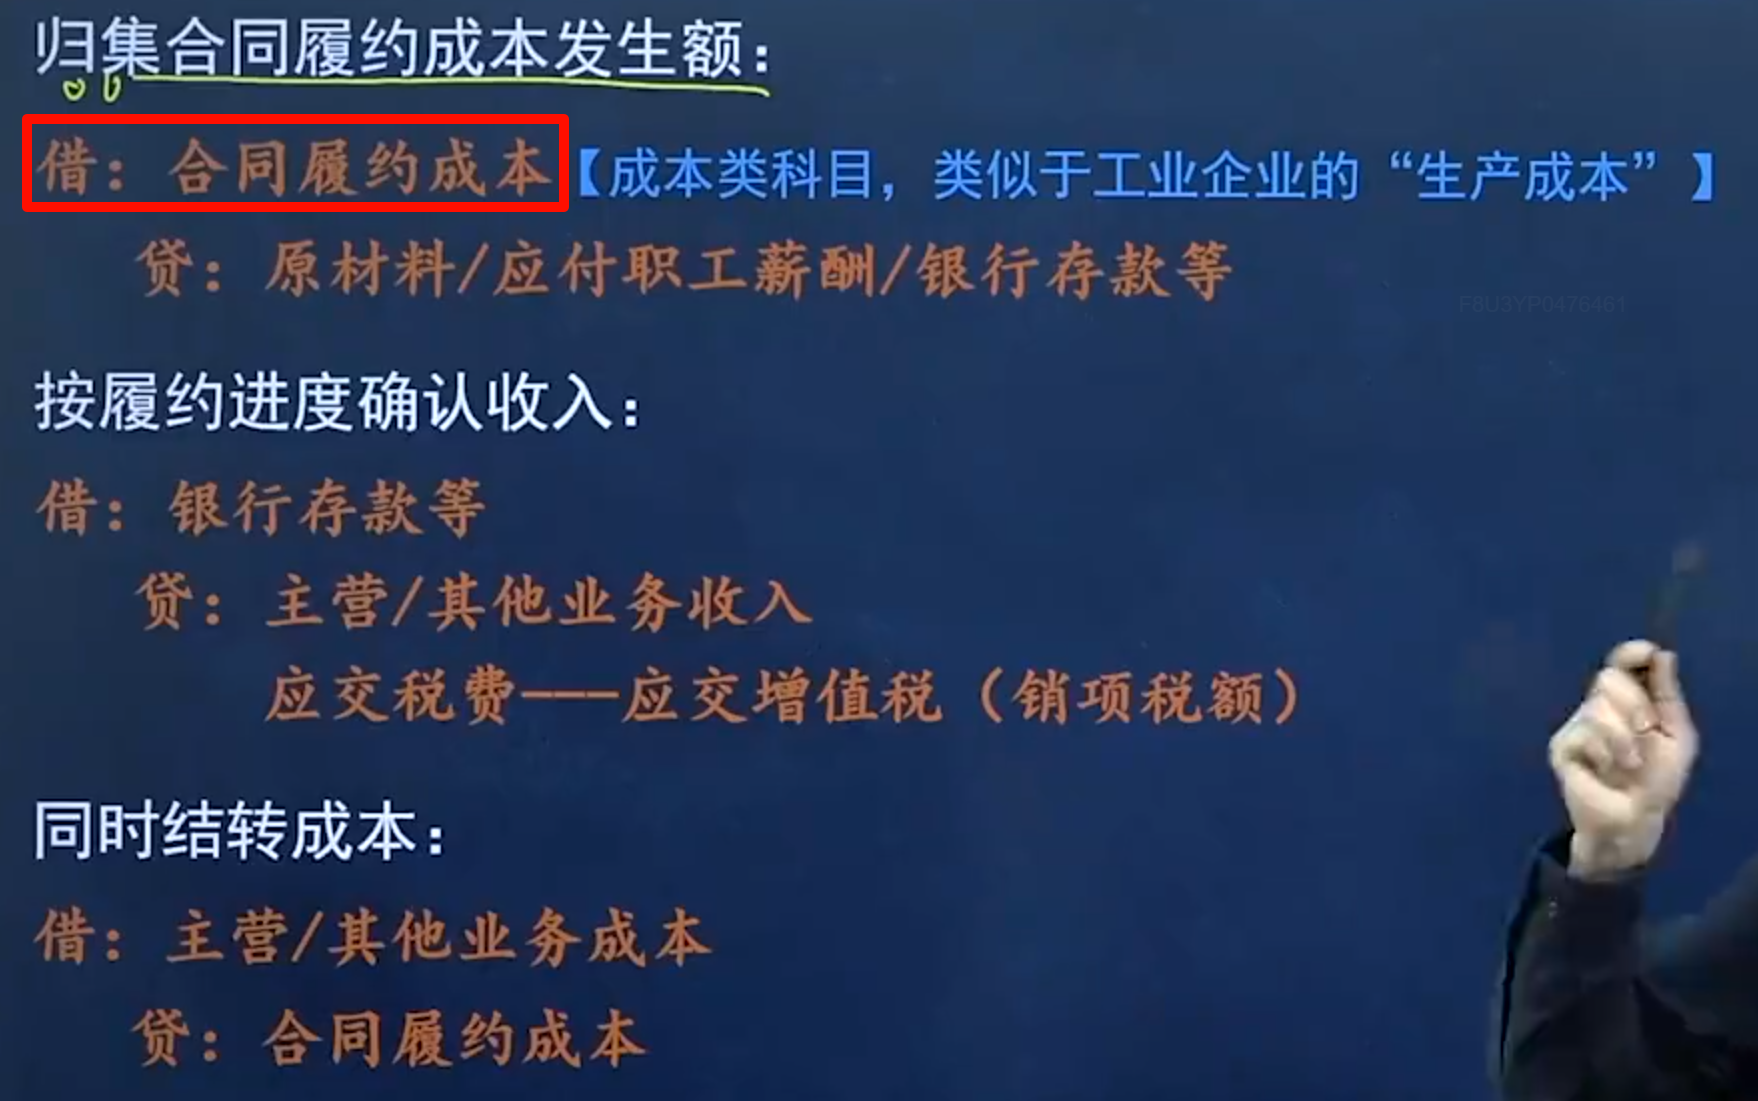 归集合同履约成本发生额：
借：合同履约成本【成本类科目，类似于工业企业的“生产成本”】
贷：原材料/应付职工薪酬/银行存款等
F8U3YP0476461
按履约进度确认收入：
借：银行存款等
贷：主营/其他业务收入
应交税费———应交增值税（销项税额）
同时结转成本：
借：主营/其他业务成本
贷：合同履约成本